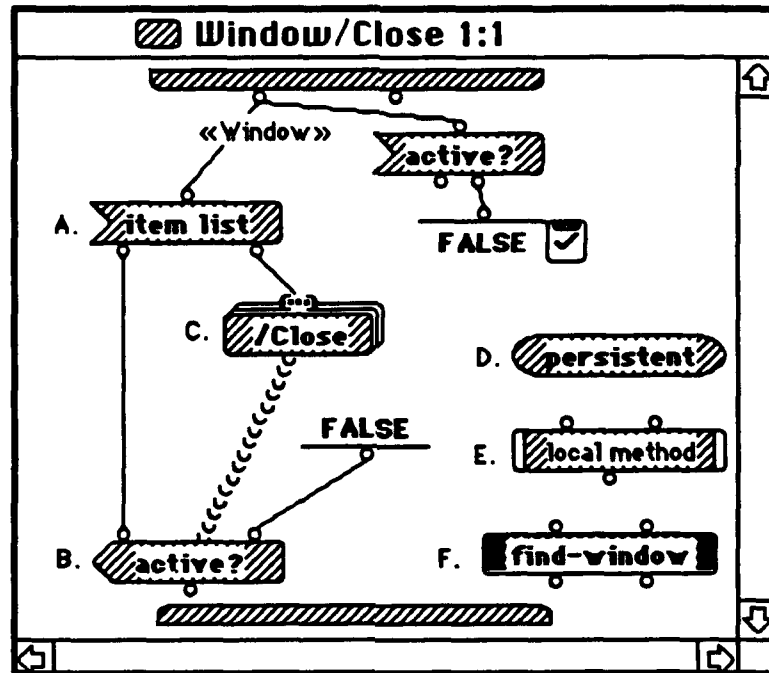 Window/Close 1:1
«Window»
active?
A. item list
FALSE
C. /Close
D. persistent
FALSE
E. local method
B. active?
F. find-window